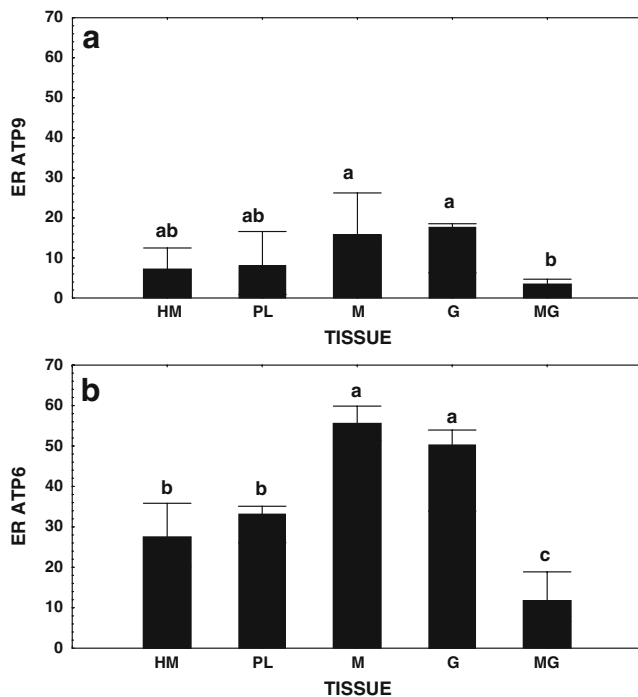 a
ER ATP9
70
60
50
40
30
20
10
0
ab
ab
a
a
b
HM PL M G MG
TISSUE
b
ER ATP6
70
60
50
40
30
20
10
0
b
b
a
a
c
HM PL M G MG
TISSUE